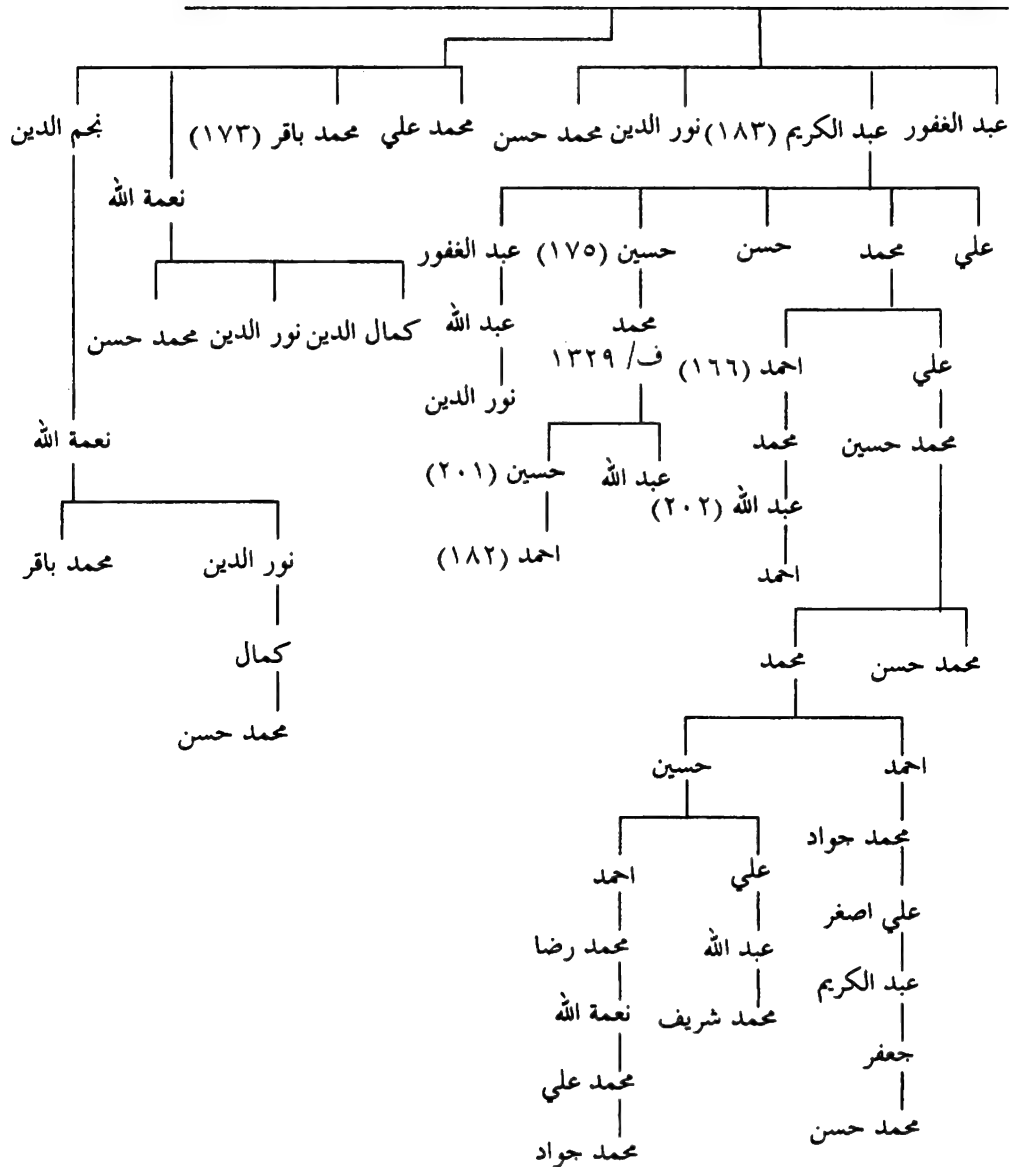 عبد الغفور عبد الكريم (١٨٣) نور الدين محمد حسن محمد علي محمد باقر (١٧٣) نجم الدين
نعمة الله
علي محمد حسن حسين (١٧٥) عبد الغفور
كمال الدين نور الدين محمد حسن
محمد عبد الله
ف/ ١٣٢٩
علي احمد (١٦٦)
نور الدين
محمد حسين محمد نعمة الله
عبد الله حسين (٢٠١)
عبد الله (٢٠٢)
احمد (١٨٢) نور الدين محمد باقر
احمد
محمد حسن محمد كمال
محمد حسن
احمد حسين
محمد جواد
علي احمد
علي اصغر
عبد الله محمد رضا
عبد الكريم
محمد شريف نعمة الله
جعفر
محمد علي
محمد حسن
محمد جواد